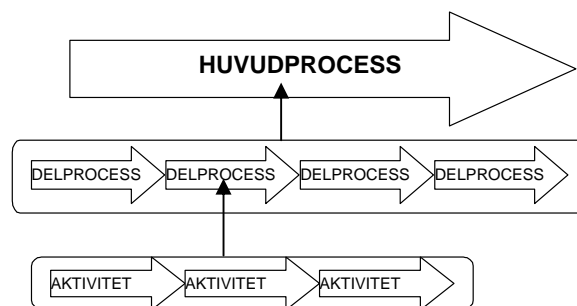 HUVUDPROCESS
DELPROCESS DELPROCESS DELPROCESS DELPROCESS
AKTIVITET AKTIVITET AKTIVITET